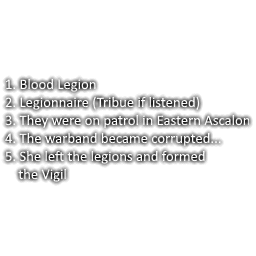 1. Blood Legion
2. Legionnaire (Tribue if listened)
3. They were on patrol in Eastern Ascalon
4. The warband became corrupted...
5. She left the legions and formed
the Vigil